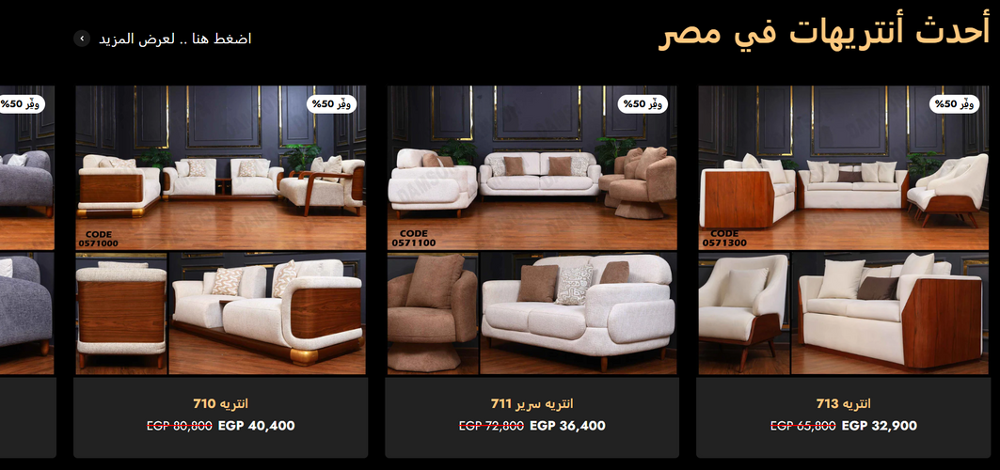 أحدث أنتريهات في مصر
اضغط هنا .. لعرض المزيد
وفّر 50%
CODE
0571300
انتريه 713
EGP 65,800 EGP 32,900
وفّر 50%
CODE
0571100
انتريه سرير 711
EGP 72,800 EGP 36,400
وفّر 50%
CODE
0571000
انتريه 710
EGP 80,800 EGP 40,400
وفّر 50%